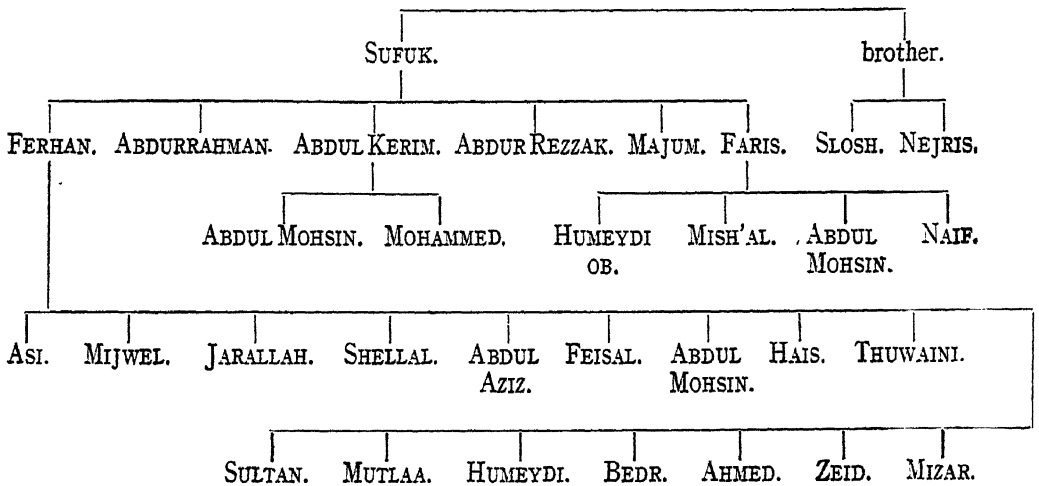 SUFUK. brother.
FERHAN. ABDURRAHMAN. ABDUL KERIM. ABDUR REZZAK. MAJUM. FARIS. SLOSH. NEJRIS.
ABDUL MOHSIN. MOHAMMED. HUMEYDI MISH'AL. ABDUL NAIF.
OB. MOHSIN.
ASI. MIJWEL. JARALLAH. SHELLAL. ABDUL FEISAL. ABDUL HAIS. THUWAINI.
AZIZ. MOHSIN.
SULTAN. MUTLAA. HUMEYDI. BEDR. AHMED. ZEID. MIZAR.